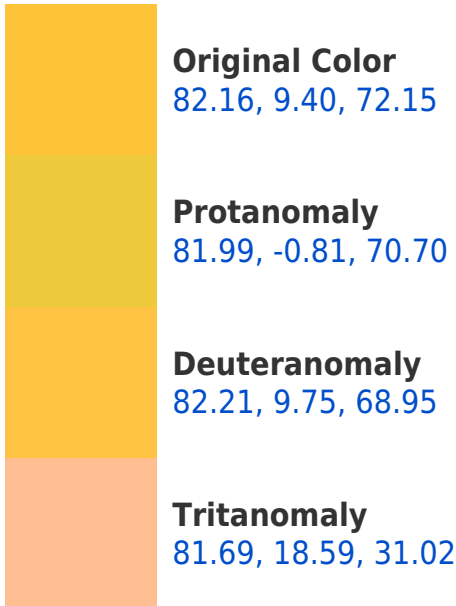 Original Color
82.16, 9.40, 72.15
Protanomaly
81.99, -0.81, 70.70
Deuteranomaly
82.21, 9.75, 68.95
Tritanomaly
81.69, 18.59, 31.02